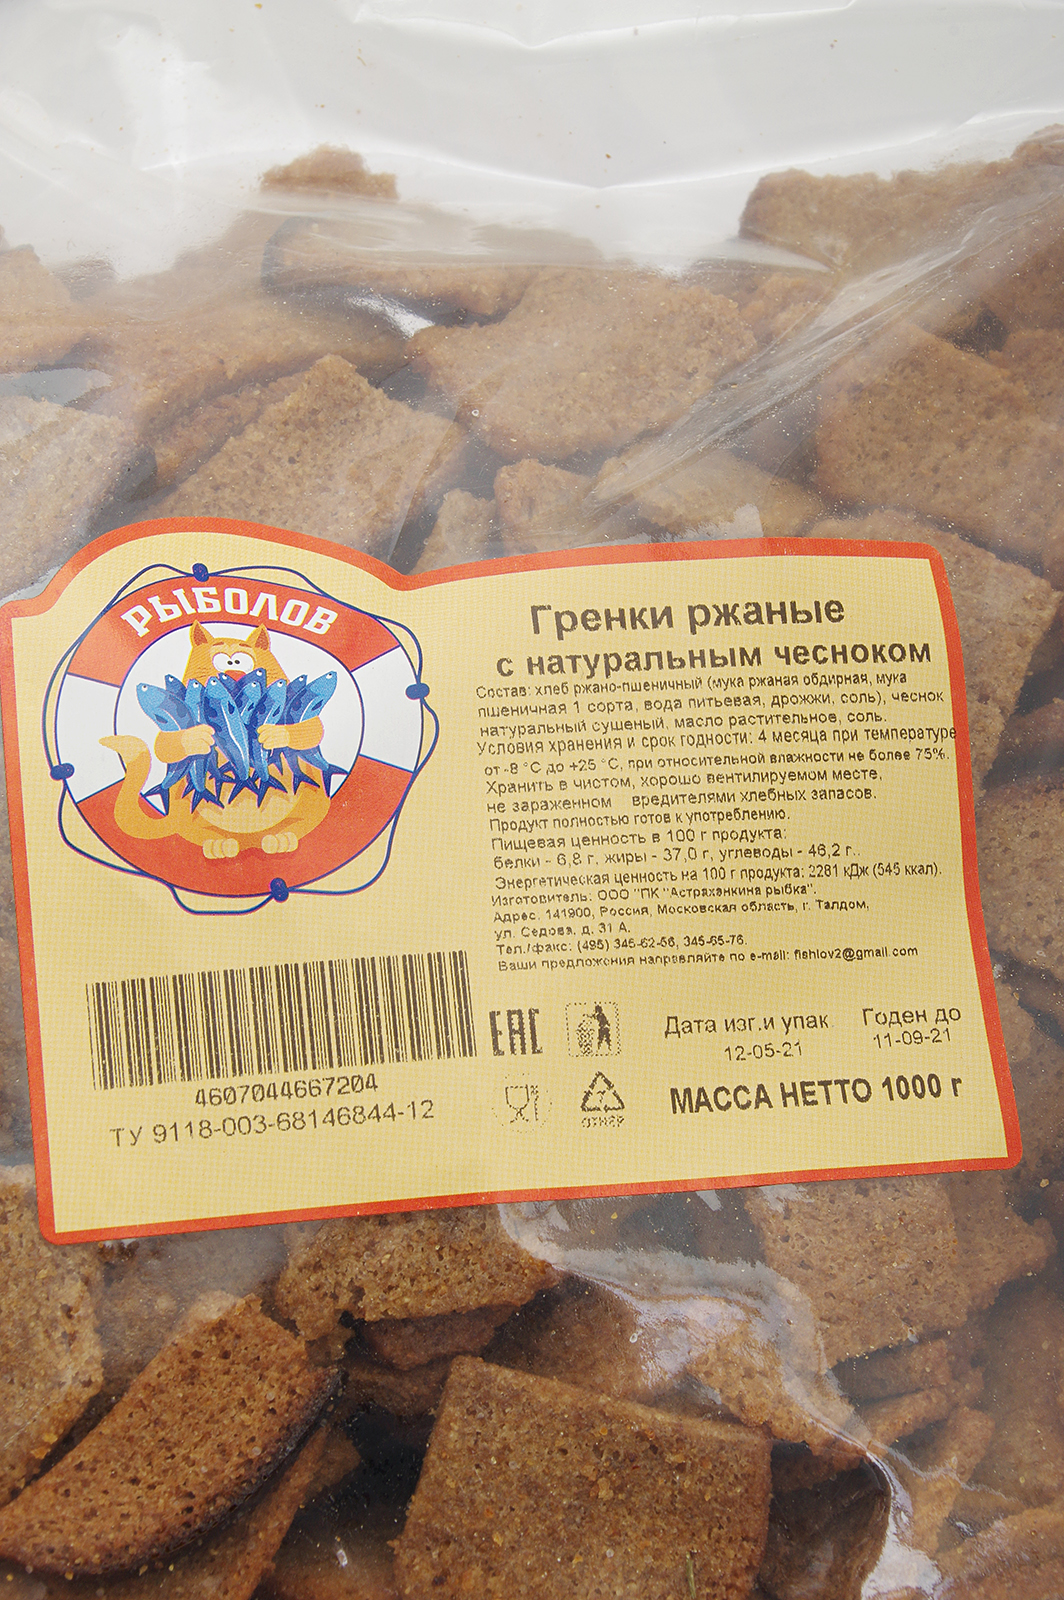 РЫБОЛОВ
Гренки ржаные
с натуральным чесноком
Состав: хлеб ржано-пшеничный (мука ржаная обдирная, мука
пшеничная 1 сорта, вода питьевая, дрожжи, соль), чеснок
натуральный сушеный, масло растительное, соль.
Условия хранения и срок годности: 4 месяца при температуре
от -8 °С до +25 °С, при относительной влажности не более 75%.
Хранить в чистом, хорошо вентилируемом месте,
не зараженном вредителями хлебных запасов.
Продукт полностью готов к употреблению.
Пищевая ценность в 100 г продукта:
белки - 6,8 г, жиры - 37,0 г, углеводы - 46,2 г..
Энергетическая ценность на 100 г продукта: 2281 кДж (545 ккал).
Изготовитель: ООО "ПК "Астраханкина рыбка".
Адрес: 141900, Россия, Московская область, г. Талдом,
ул. Седова, д. 31 А.
Тел./факс: (495) 345-62-56, 345-65-76.
Ваши предложения направляйте по e-mail: fishlov2@gmail.com
4607044667204
ТУ 9118-003-68146844-12
ЕАС
Дата изг.и упак
12-05-21
Годен до
11-09-21
7
МАССА НЕТТО 1000 г